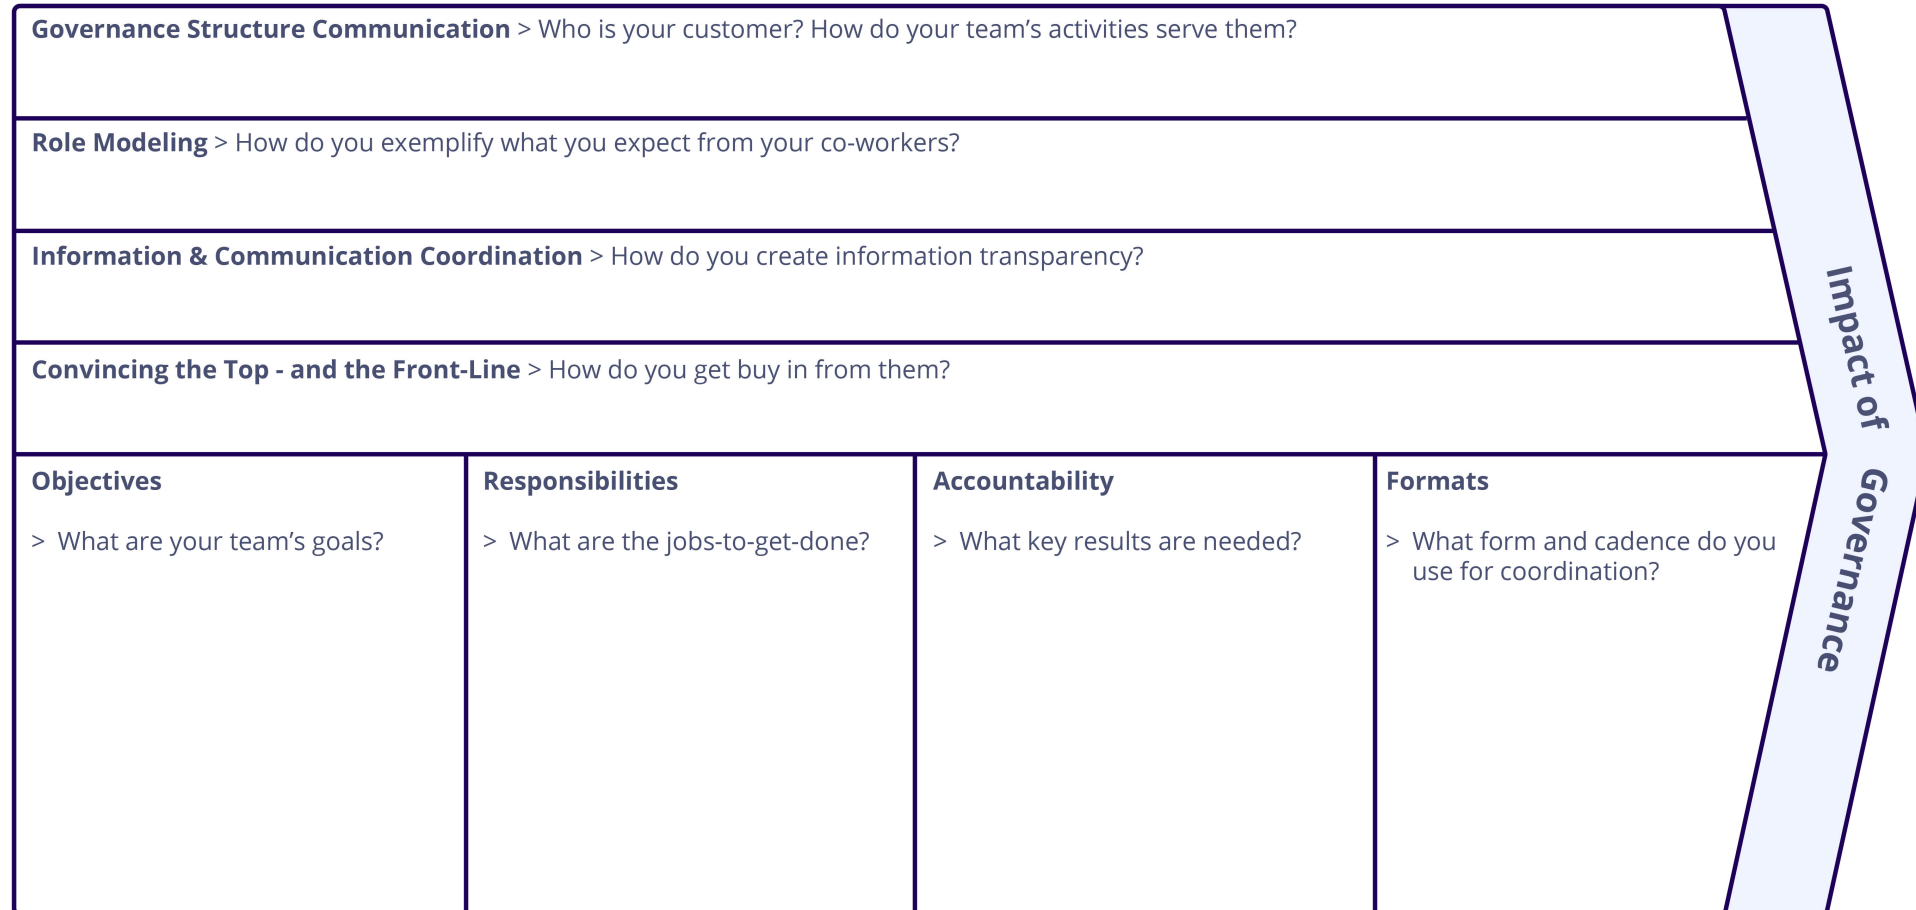 Governance Structure Communication > Who is your customer? How do your team’s activities serve them?
Role Modeling > How do you exemplify what you expect from your co-workers?
Information & Communication Coordination > How do you create information transparency?
Convincing the Top - and the Front-Line > How do you get buy in from them?
Objectives
> What are your team’s goals?
Responsibilities
> What are the jobs-to-get-done?
Accountability
> What key results are needed?
Formats
> What form and cadence do you
use for coordination?
Impact of Governance